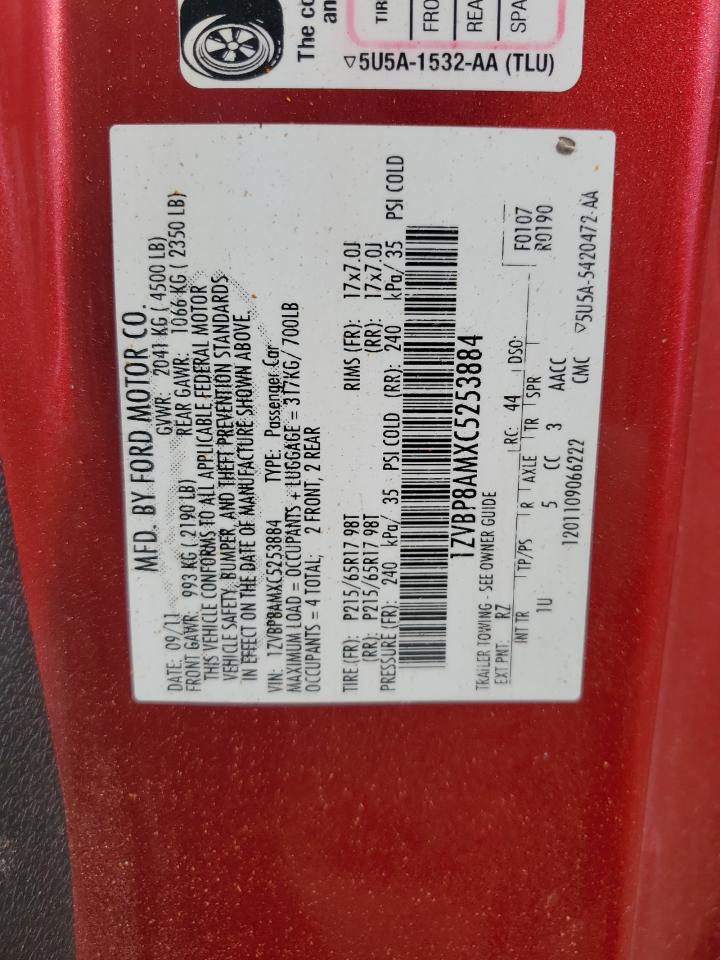 The co
an
TIR
FRO
REA
SPA
▽5U5A-1532-AA (TLU)
MFD. BY FORD MOTOR CO.
DATE: 09/11 GVWR: 2041 KG ( 4500 LB)
FRONT GAWR: 993 KG ( 2190 LB) REAR GAWR: 1066 KG ( 2350 LB)
THIS VEHICLE CONFORMS TO ALL APPLICABLE FEDERAL MOTOR
VEHICLE SAFETY, BUMPER, AND THEFT PREVENTION STANDARDS
IN EFFECT ON THE DATE OF MANUFACTURE SHOWN ABOVE.
VIN: 1ZVBP8AMXC5253884 TYPE: Passenger Car
MAXIMUM LOAD = OCCUPANTS + LUGGAGE = 317KG/ 700LB
OCCUPANTS = 4 TOTAL; 2 FRONT, 2 REAR
TIRE.(FR): P215/65R17 98T RIMS (FR): 17x7.0J
(RR): P215/65R17 98T (RR): 17x7.0J
PRESSURE (FR): 240 kPa/ 35 PSI COLD (RR): 240 kPa/ 35 PSI COLD
1ZVBP8AMXC5253884
TRAILER TOWING - SEE OWNER GUIDE
EXT PNT: RZ RC: 44 DSO: F0107
R0190
INT TR TP/PS R AXLE TR SPR
1U 5 CC 3 AACC
1201109066222 CMC
▽5U5A-5420472-AA